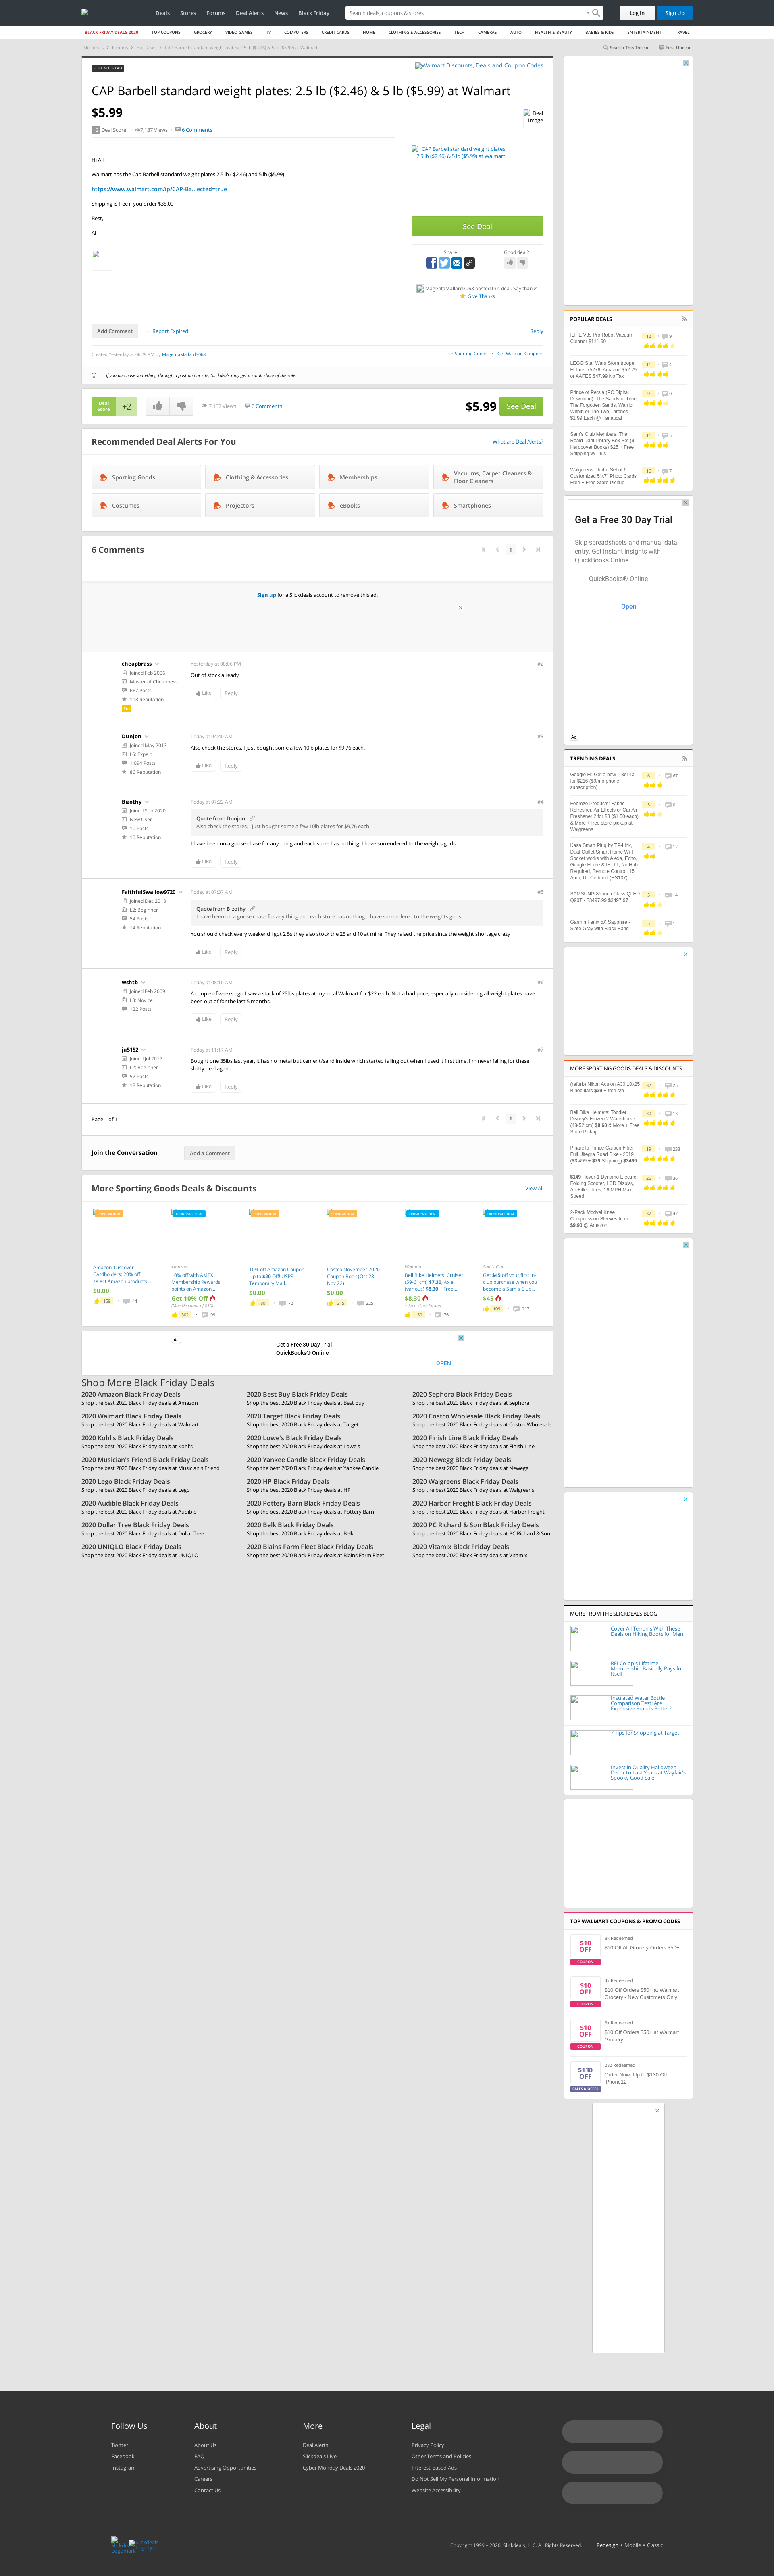 Deals Stores Forums Deal Alerts News Black Friday
Search deals, coupons & stores
Log In Sign Up
BLACK FRIDAY DEALS 2020 TOP COUPONS GROCERY VIDEO GAMES TV COMPUTERS CREDIT CARDS HOME CLOTHING & ACCESSORIES TECH CAMERAS AUTO HEALTH & BEAUTY BABIES & KIDS ENTERTAINMENT TRAVEL
Slickdeals > Forums > Hot Deals > CAP Barbell standard weight plates: 2.5 lb ($2.46) & 5 lb ($5.99) at Walmart
Search This Thread First Unread
FORUM THREAD
Walmart Discounts, Deals and Coupon Codes
CAP Barbell standard weight plates: 2.5 lb ($2.46) & 5 lb ($5.99) at Walmart
$5.99
+2 Deal Score 7,137 Views 6 Comments
Deal Image
Hi All,
Walmart has the Cap Barbell standard weight plates 2.5 lb ( $2.46) and 5 lb ($5.99)
https://www.walmart.com/ip/CAP-Ba...ected=true
Shipping is free if you order $35.00
Best,
Al
CAP Barbell standard weight plates: 2.5 lb ($2.46) & 5 lb ($5.99) at Walmart
See Deal
Share
Good deal?
MagentaMallard3068 posted this deal. Say thanks!
Give Thanks
Add Comment Report Expired Reply
Created Yesterday at 06:29 PM by MagentaMallard3068
Sporting Goods Get Walmart Coupons
If you purchase something through a post on our site, Slickdeals may get a small share of the sale.
Deal Score +2
7,137 Views 6 Comments
$5.99 See Deal
Recommended Deal Alerts For You
What are Deal Alerts?
Sporting Goods
Clothing & Accessories
Memberships
Vacuums, Carpet Cleaners & Floor Cleaners
Costumes
Projectors
eBooks
Smartphones
6 Comments
1
Sign up for a Slickdeals account to remove this ad.
cheapbrass
Joined Feb 2006
Master of Cheapness
667 Posts
118 Reputation
Pro
Yesterday at 08:06 PM #2
Out of stock already
Like Reply
Dunjon
Joined May 2013
L6: Expert
1,094 Posts
86 Reputation
Today at 04:40 AM #3
Also check the stores. I just bought some a few 10lb plates for $9.76 each.
Like Reply
Bizothy
Joined Sep 2020
New User
10 Posts
10 Reputation
Today at 07:22 AM #4
Quote from Dunjon
Also check the stores. I just bought some a few 10lb plates for $9.76 each.
I have been on a goose chase for any thing and each store has nothing. I have surrendered to the weights gods.
Like Reply
FaithfulSwallow9720
Joined Dec 2018
L2: Beginner
54 Posts
14 Reputation
Today at 07:37 AM #5
Quote from Bizothy
I have been on a goose chase for any thing and each store has nothing. I have surrendered to the weights gods.
You should check every weekend i got 2 5s they also stock the 25 and 10 at mine. They raised the price since the weight shortage crazy
Like Reply
wshtb
Joined Feb 2009
L3: Novice
122 Posts
Today at 08:10 AM #6
A couple of weeks ago I saw a stack of 25lbs plates at my local Walmart for $22 each. Not a bad price, especially considering all weight plates have
been out of for the last 5 months.
Like Reply
ju5152
Joined Jul 2017
L2: Beginner
57 Posts
18 Reputation
Today at 11:17 AM #7
Bought one 35lbs last year, it has no metal but cement/sand inside which started falling out when I used it first time. I'm never falling for these
shitty deal again.
Like Reply
Page 1 of 1
1
Join the Conversation Add a Comment
More Sporting Goods Deals & Discounts
View All
POPULAR DEAL
Amazon: Discover Cardholders: 20% off select Amazon products...
$0.00
159 44
FRONTPAGE DEAL
Amazon
10% off with AMEX Membership Rewards points on Amazon...
Get 10% Off
(Max Discount of $10)
302 99
POPULAR DEAL
10% off Amazon Coupon Up to $20 Off! USPS Temporary Mail...
$0.00
80 72
POPULAR DEAL
Costco November 2020 Coupon Book (Oct 28 - Nov 22)
$0.00
315 225
FRONTPAGE DEAL
Walmart
Bell Bike Helmets: Cruiser (59-61cm) $7.30, Axle (various) $8.30 + Free...
$8.30
+ Free Store Pickup
100 76
FRONTPAGE DEAL
Sam's Club
Get $45 off your first in-club purchase when you become a Sam's Club...
$45
109 217
Ad
Get a Free 30 Day Trial
QuickBooks® Online
OPEN
Shop More Black Friday Deals
2020 Amazon Black Friday Deals
Shop the best 2020 Black Friday deals at Amazon
2020 Best Buy Black Friday Deals
Shop the best 2020 Black Friday deals at Best Buy
2020 Sephora Black Friday Deals
Shop the best 2020 Black Friday deals at Sephora
2020 Walmart Black Friday Deals
Shop the best 2020 Black Friday deals at Walmart
2020 Target Black Friday Deals
Shop the best 2020 Black Friday deals at Target
2020 Costco Wholesale Black Friday Deals
Shop the best 2020 Black Friday deals at Costco Wholesale
2020 Kohl's Black Friday Deals
Shop the best 2020 Black Friday deals at Kohl's
2020 Lowe's Black Friday Deals
Shop the best 2020 Black Friday deals at Lowe's
2020 Finish Line Black Friday Deals
Shop the best 2020 Black Friday deals at Finish Line
2020 Musician's Friend Black Friday Deals
Shop the best 2020 Black Friday deals at Musician's Friend
2020 Yankee Candle Black Friday Deals
Shop the best 2020 Black Friday deals at Yankee Candle
2020 Newegg Black Friday Deals
Shop the best 2020 Black Friday deals at Newegg
2020 Lego Black Friday Deals
Shop the best 2020 Black Friday deals at Lego
2020 HP Black Friday Deals
Shop the best 2020 Black Friday deals at HP
2020 Walgreens Black Friday Deals
Shop the best 2020 Black Friday deals at Walgreens
2020 Audible Black Friday Deals
Shop the best 2020 Black Friday deals at Audible
2020 Pottery Barn Black Friday Deals
Shop the best 2020 Black Friday deals at Pottery Barn
2020 Harbor Freight Black Friday Deals
Shop the best 2020 Black Friday deals at Harbor Freight
2020 Dollar Tree Black Friday Deals
Shop the best 2020 Black Friday deals at Dollar Tree
2020 Belk Black Friday Deals
Shop the best 2020 Black Friday deals at Belk
2020 PC Richard & Son Black Friday Deals
Shop the best 2020 Black Friday deals at PC Richard & Son
2020 UNIQLO Black Friday Deals
Shop the best 2020 Black Friday deals at UNIQLO
2020 Blains Farm Fleet Black Friday Deals
Shop the best 2020 Black Friday deals at Blains Farm Fleet
2020 Vitamix Black Friday Deals
Shop the best 2020 Black Friday deals at Vitamix
POPULAR DEALS
ILIFE V3s Pro Robot Vacuum Cleaner $111.99
12 9
LEGO Star Wars Stormtrooper Helmet 75276. Amazon $52.79 or AAFES $47.99 No Tax
11 4
Prince of Persia (PC Digital Download): The Sands of Time, The Forgotten Sands, Warrior Within or The Two Thrones $1.99 Each @ Fanatical
9 8
Sam's Club Members: The Roald Dahl Library Box Set (9 Hardcover Books) $25 + Free Shipping w/ Plus
11 5
Walgreens Photo: Set of 6 Customized 5"x7" Photo Cards Free + Free Store Pickup
16 7
Get a Free 30 Day Trial
Skip spreadsheets and manual data entry. Get instant insights with QuickBooks Online.
QuickBooks® Online
Open
Ad
TRENDING DEALS
Google Fi: Get a new Pixel 4a for $216 ($9/mo phone subscription)
6 67
Febreze Products: Fabric Refresher, Air Effects or Car Air Freshener 2 for $3 ($1.50 each) & More + free store pickup at Walgreens
5 0
Kasa Smart Plug by TP-Link, Dual Outlet Smart Home Wi-Fi Socket works with Alexa, Echo, Google Home & IFTTT, No Hub Required, Remote Control, 15 Amp, UL Certified (HS107)
4 12
SAMSUNG 85-inch Class QLED Q90T - $3497.99 $3497.97
5 14
Garmin Fenix 5X Sapphire - Slate Gray with Black Band
5 1
MORE SPORTING GOODS DEALS & DISCOUNTS
(refurb) Nikon Aculon A30 10x25 Binoculars $39 + free s/h
32 25
Bell Bike Helmets: Toddler Disney's Frozen 2 Waterhorse (48-52 cm) $8.60 & More + Free Store Pickup
30 13
Pinarello Prince Carbon Fiber Full Ultegra Road Bike - 2019 ($3,499 + $79 Shipping) $3499
19 233
$149 Hover-1 Dynamo Electric Folding Scooter, LCD Display, Air-Filled Tires, 16 MPH Max Speed
26 36
2-Pack Modvel Knee Compression Sleeves from $9.90 @ Amazon
37 47
MORE FROM THE SLICKDEALS BLOG
Cover All Terrains With These Deals on Hiking Boots for Men
REI Co-op's Lifetime Membership Basically Pays for Itself
Insulated Water Bottle Comparison Test: Are Expensive Brands Better?
7 Tips for Shopping at Target
Invest in Quality Halloween Decor to Last Years at Wayfair's Spooky Good Sale
TOP WALMART COUPONS & PROMO CODES
$10 OFF COUPON
8k Redeemed
$10 Off All Grocery Orders $50+
$10 OFF COUPON
4k Redeemed
$10 Off Orders $50+ at Walmart Grocery - New Customers Only
$10 OFF COUPON
3k Redeemed
$10 Off Orders $50+ at Walmart Grocery
$130 OFF SALES & OFFER
282 Redeemed
Order Now- Up to $130 Off iPhone12
Follow Us
Twitter
Facebook
Instagram
About
About Us
FAQ
Advertising Opportunities
Careers
Contact Us
More
Deal Alerts
Slickdeals Live
Cyber Monday Deals 2020
Legal
Privacy Policy
Other Terms and Policies
Interest-Based Ads
Do Not Sell My Personal Information
Website Accessibility
Slickdeals Logotype
Copyright 1999 - 2020. Slickdeals, LLC. All Rights Reserved. Redesign • Mobile • Classic